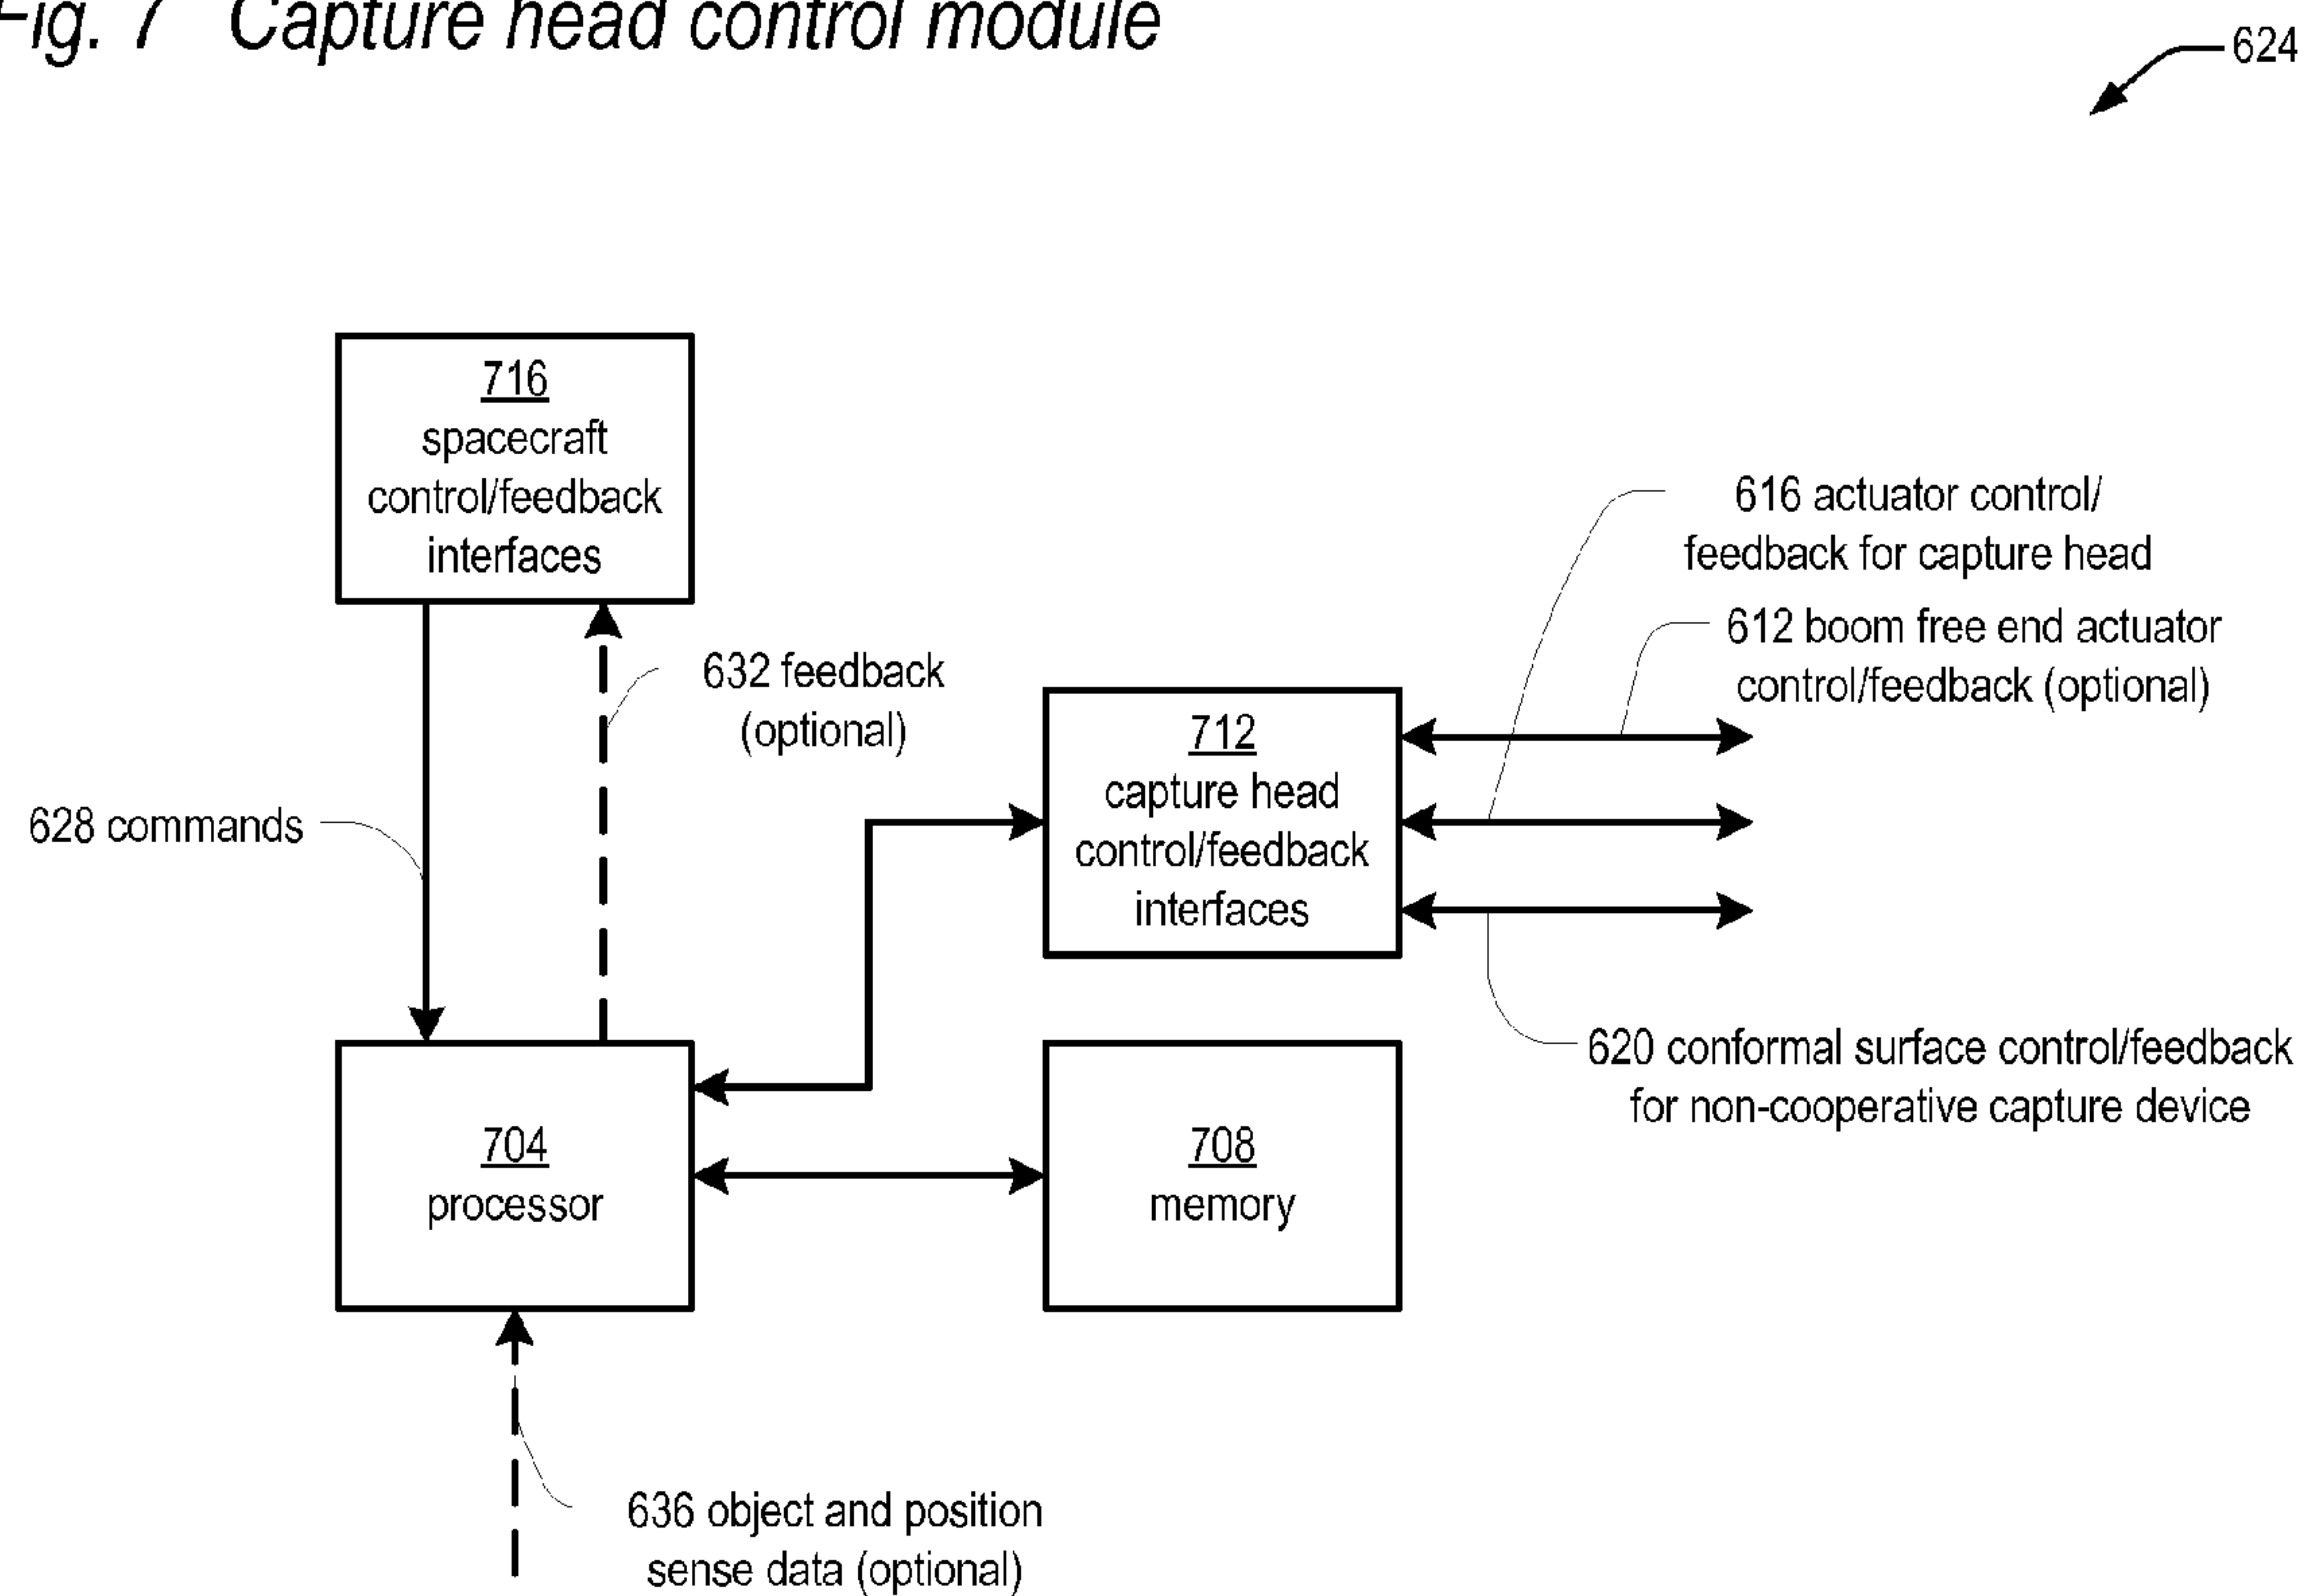 Fig. 7 Capture head control module
624
716
spacecraft
control/feedback
interfaces
616 actuator control/
feedback for capture head
612 boom free end actuator
control/feedback (optional)
632 feedback
(optional)
712
capture head
control/feedback
interfaces
628 commands
620 conformal surface control/feedback
for non-cooperative capture device
704
processor
708
memory
636 object and position
sense data (optional)